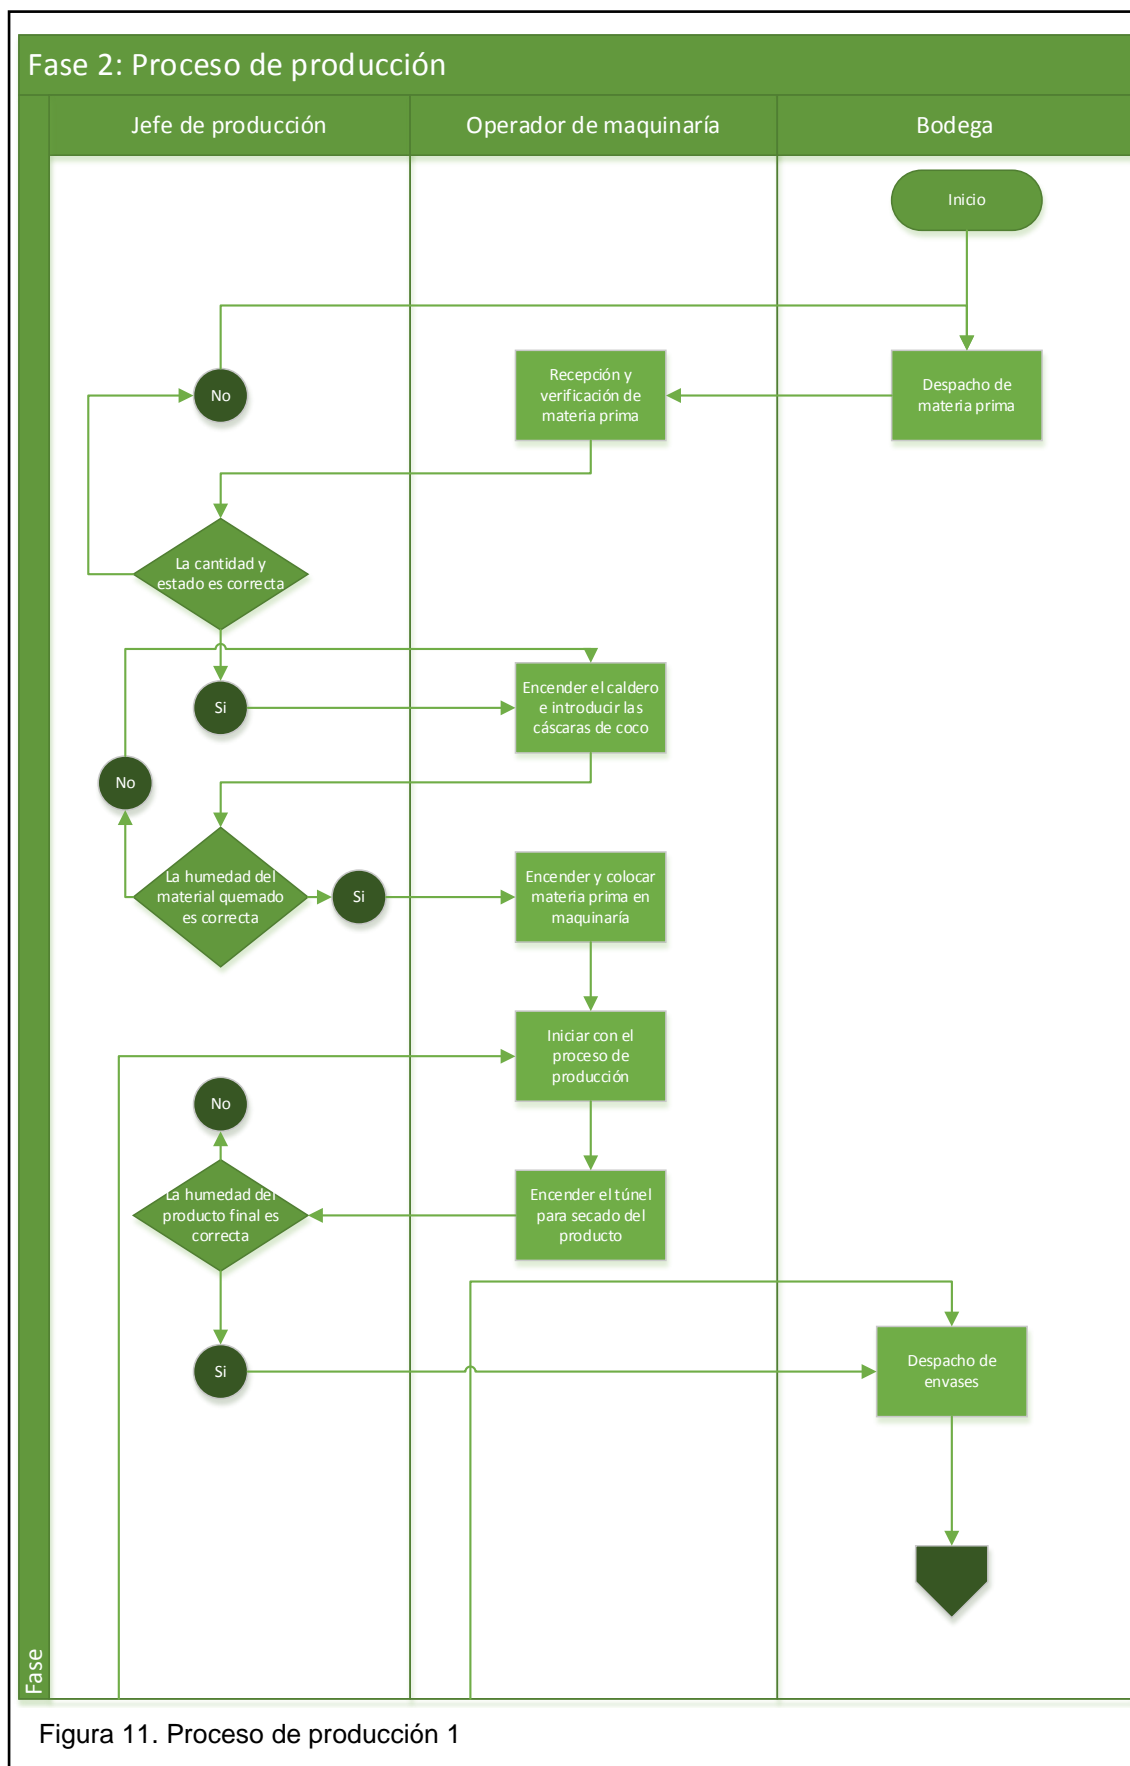 Fase 2: Proceso de producción
Jefe de producción
Operador de maquinaría
Bodega
Inicio
No
Recepción y
verificación de
materia prima
Despacho de
materia prima
La cantidad y
estado es correcta
Si
Encender el caldero
e introducir las
cáscaras de coco
No
La humedad del
material quemado
es correcta
Si
Encender y colocar
materia prima en
maquinaría
Iniciar con el
proceso de
producción
No
La humedad del
producto final es
correcta
Encender el túnel
para secado del
producto
Si
Despacho de
envases
Fase
Figura 11. Proceso de producción 1